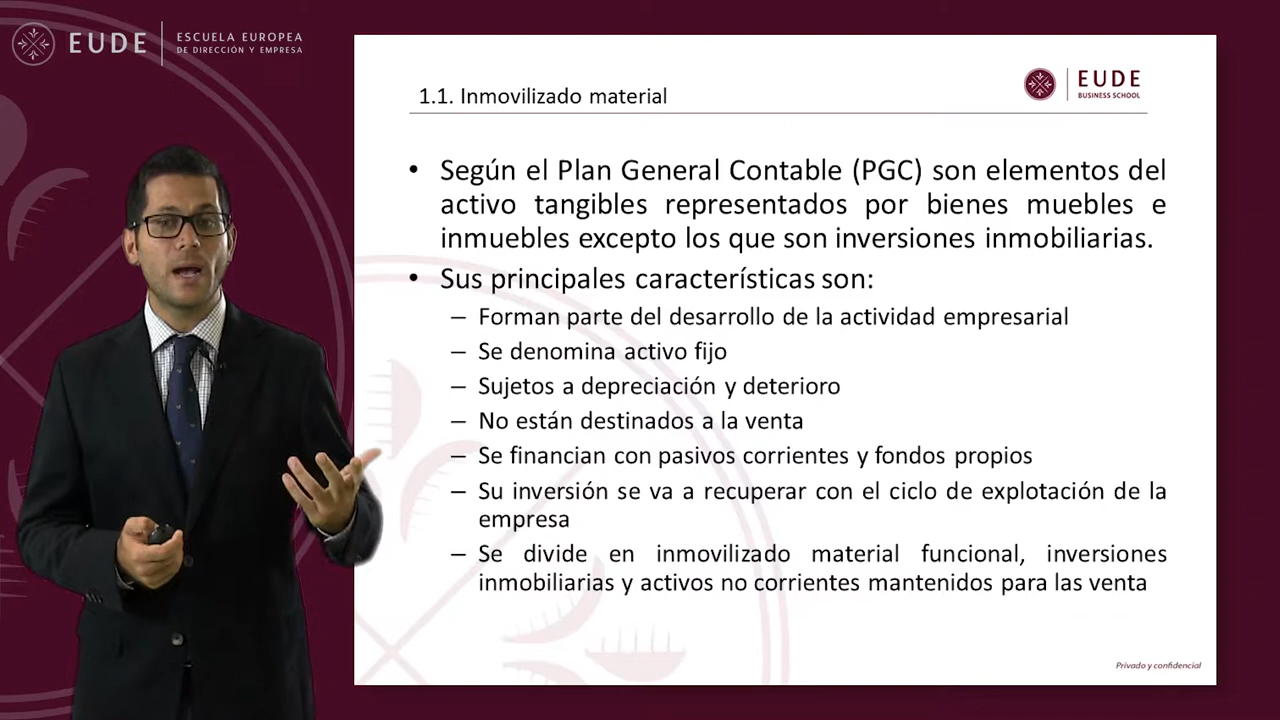 EUDE
ESCUELA EUROPEA
DE DIRECCIÓN Y EMPRESA
1.1. Inmovilizado material
EUDE
BUSINESS SCHOOL
• Según el Plan General Contable (PGC) son elementos del
activo tangibles representados por bienes muebles e
inmuebles excepto los que son inversiones inmobiliarias.
• Sus principales características son:
– Forman parte del desarrollo de la actividad empresarial
– Se denomina activo fijo
– Sujetos a depreciación y deterioro
– No están destinados a la venta
– Se financian con pasivos corrientes y fondos propios
– Su inversión se va a recuperar con el ciclo de explotación de la
empresa
– Se divide en inmovilizado material funcional, inversiones
inmobiliarias y activos no corrientes mantenidos para las venta
Privado y confidencial